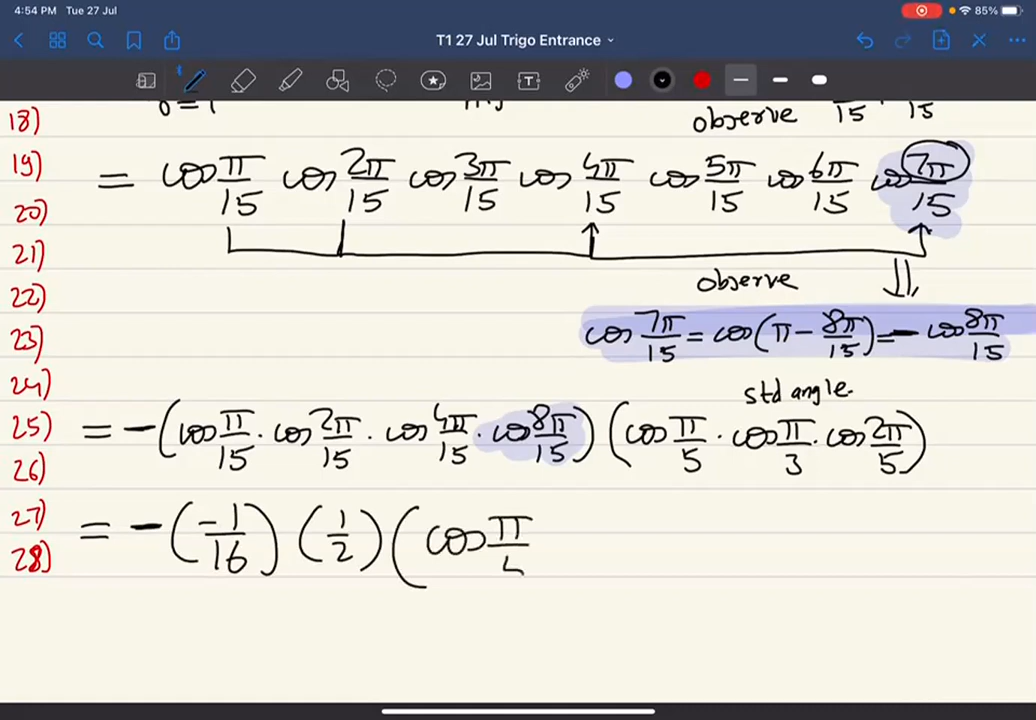 4:54 PM Tue 27 Jul
85%
T1 27 Jul Trigo Entrance
18)
observe
15 15
19) = cos π/15 cos 2π/15 cos 3π/15 cos 4π/15 cos 5π/15 cos 6π/15 cos 7π/15
20)
21)
22) observe ⇓
23) cos 7π/15 = cos(π − 8π/15) = − cos 8π/15
24) std angle.
25) = −(cos π/15 · cos 2π/15 · cos 4π/15 · cos 8π/15)(cos π/5 · cos π/3 · cos 2π/5)
26)
27) = −(−1/16)(1/2)(cos π
28)